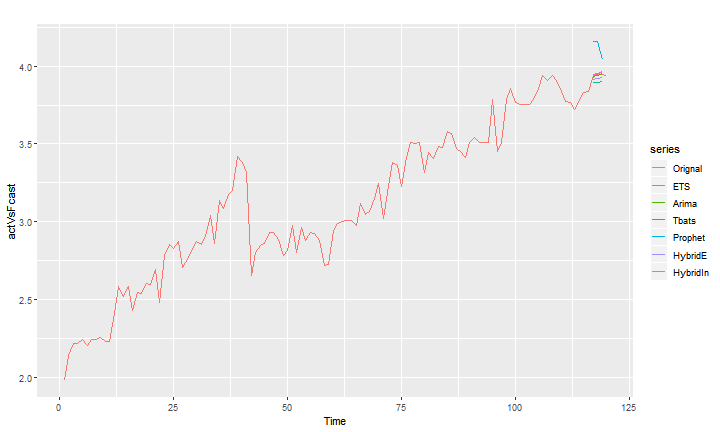 4.0
3.5
3.0
2.5
2.0
actVsFcast
0
25
50
75
100
125
Time
series
Orignal
ETS
Arima
Tbats
Prophet
HybridE
HybridIn